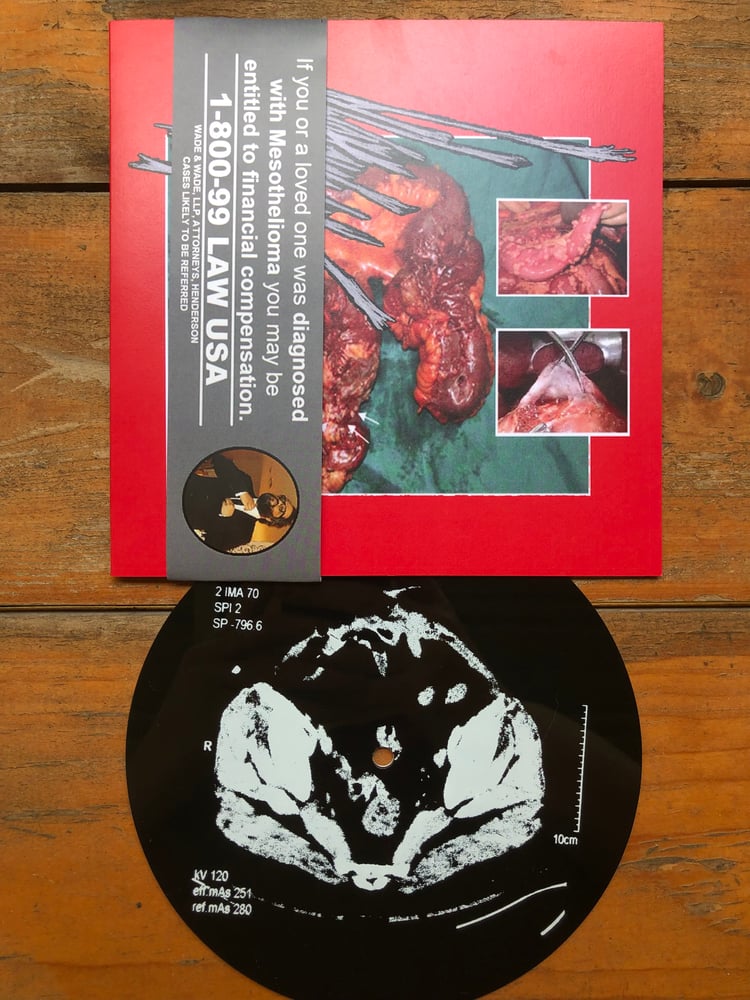 If you or a loved one was diagnosed
with Mesothelioma you may be
entitled to financial compensation.
1-800-99 LAW USA
WADE & WADE, LLP, ATTORNEYS, HENDERSON
CASES LIKELY TO BE REFERRED
2 IMA 70
SPI 2
SP -796.6
R
10cm
kV 120
eff.mAs 251
ref.mAs 280